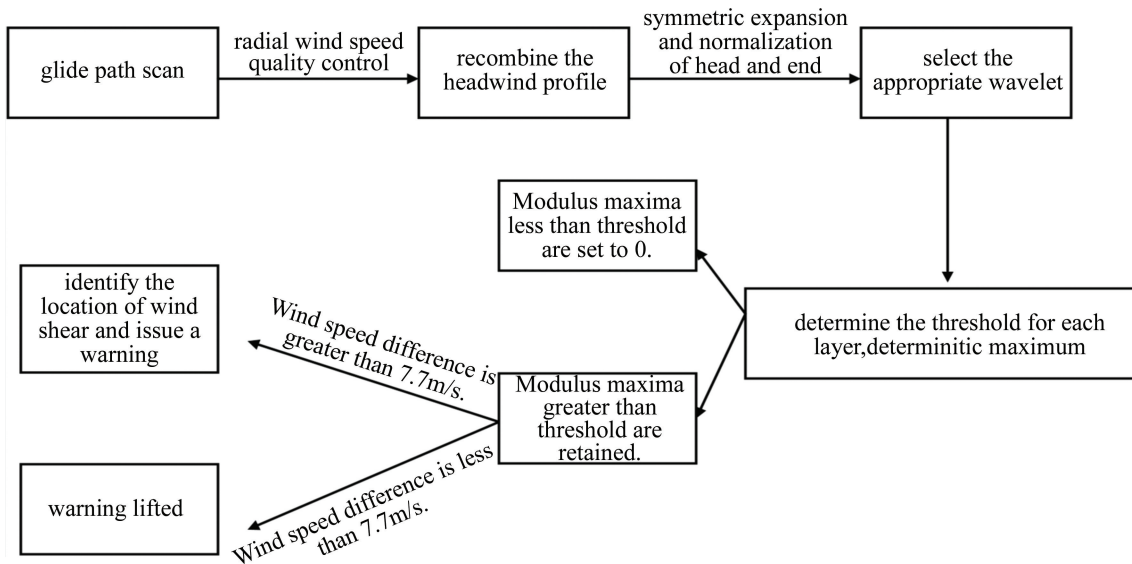 glide path scan
radial wind speed
quality control
recombine the
headwind profile
symmetric expansion
and normalization
of head and end
select the
appropriate wavelet
determine the threshold for each
layer,determinitic maximum
Modulus maxima
less than threshold
are set to 0.
Modulus maxima
greater than
threshold are
retained.
Wind speed difference is
greater than 7.7m/s.
identify the
location of wind
shear and issue a
warning
Wind speed difference is less
than 7.7m/s.
warning lifted